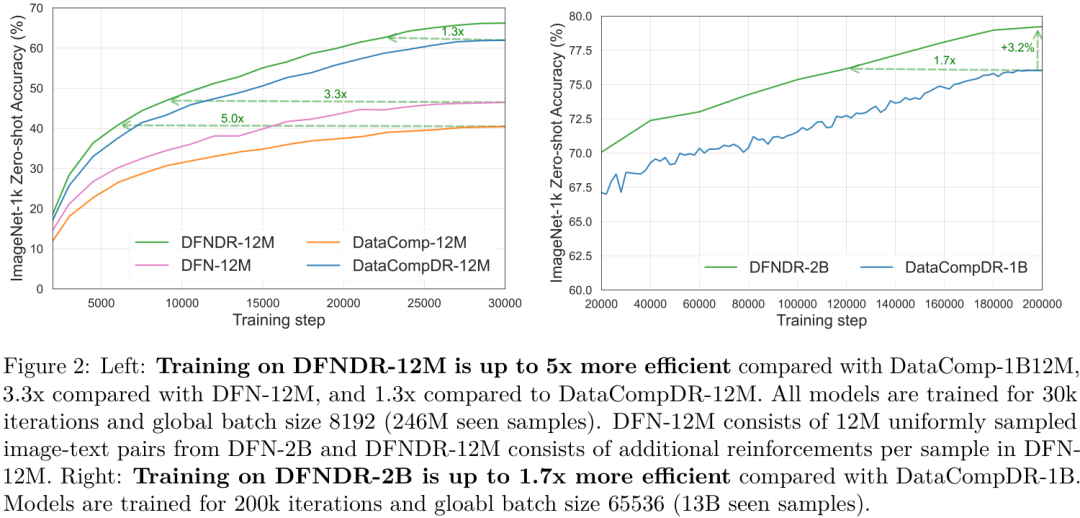 ImageNet-1k Zero-shot Accuracy (%)
70
60
50
40
30
20
10
0
1.3x
3.3x
5.0x
DFNDR-12M
DataComp-12M
DFN-12M
DataCompDR-12M
5000
10000
15000
20000
25000
30000
Training step
ImageNet-1k Zero-shot Accuracy (%)
80.0
77.5
75.0
72.5
70.0
67.5
65.0
62.5
60.0
+3.2%
1.7x
DFNDR-2B
DataCompDR-1B
20000
40000
60000
80000
100000
120000
140000
160000
180000
200000
Training step
Figure 2: Left: Training on DFNDR-12M is up to 5x more efficient compared with DataComp-1B12M,
3.3x compared with DFN-12M, and 1.3x compared to DataCompDR-12M. All models are trained for 30k
iterations and global batch size 8192 (246M seen samples). DFN-12M consists of 12M uniformly sampled
image-text pairs from DFN-2B and DFNDR-12M consists of additional reinforcements per sample in DFN-
12M. Right: Training on DFNDR-2B is up to 1.7x more efficient compared with DataCompDR-1B.
Models are trained for 200k iterations and gloabl batch size 65536 (13B seen samples).